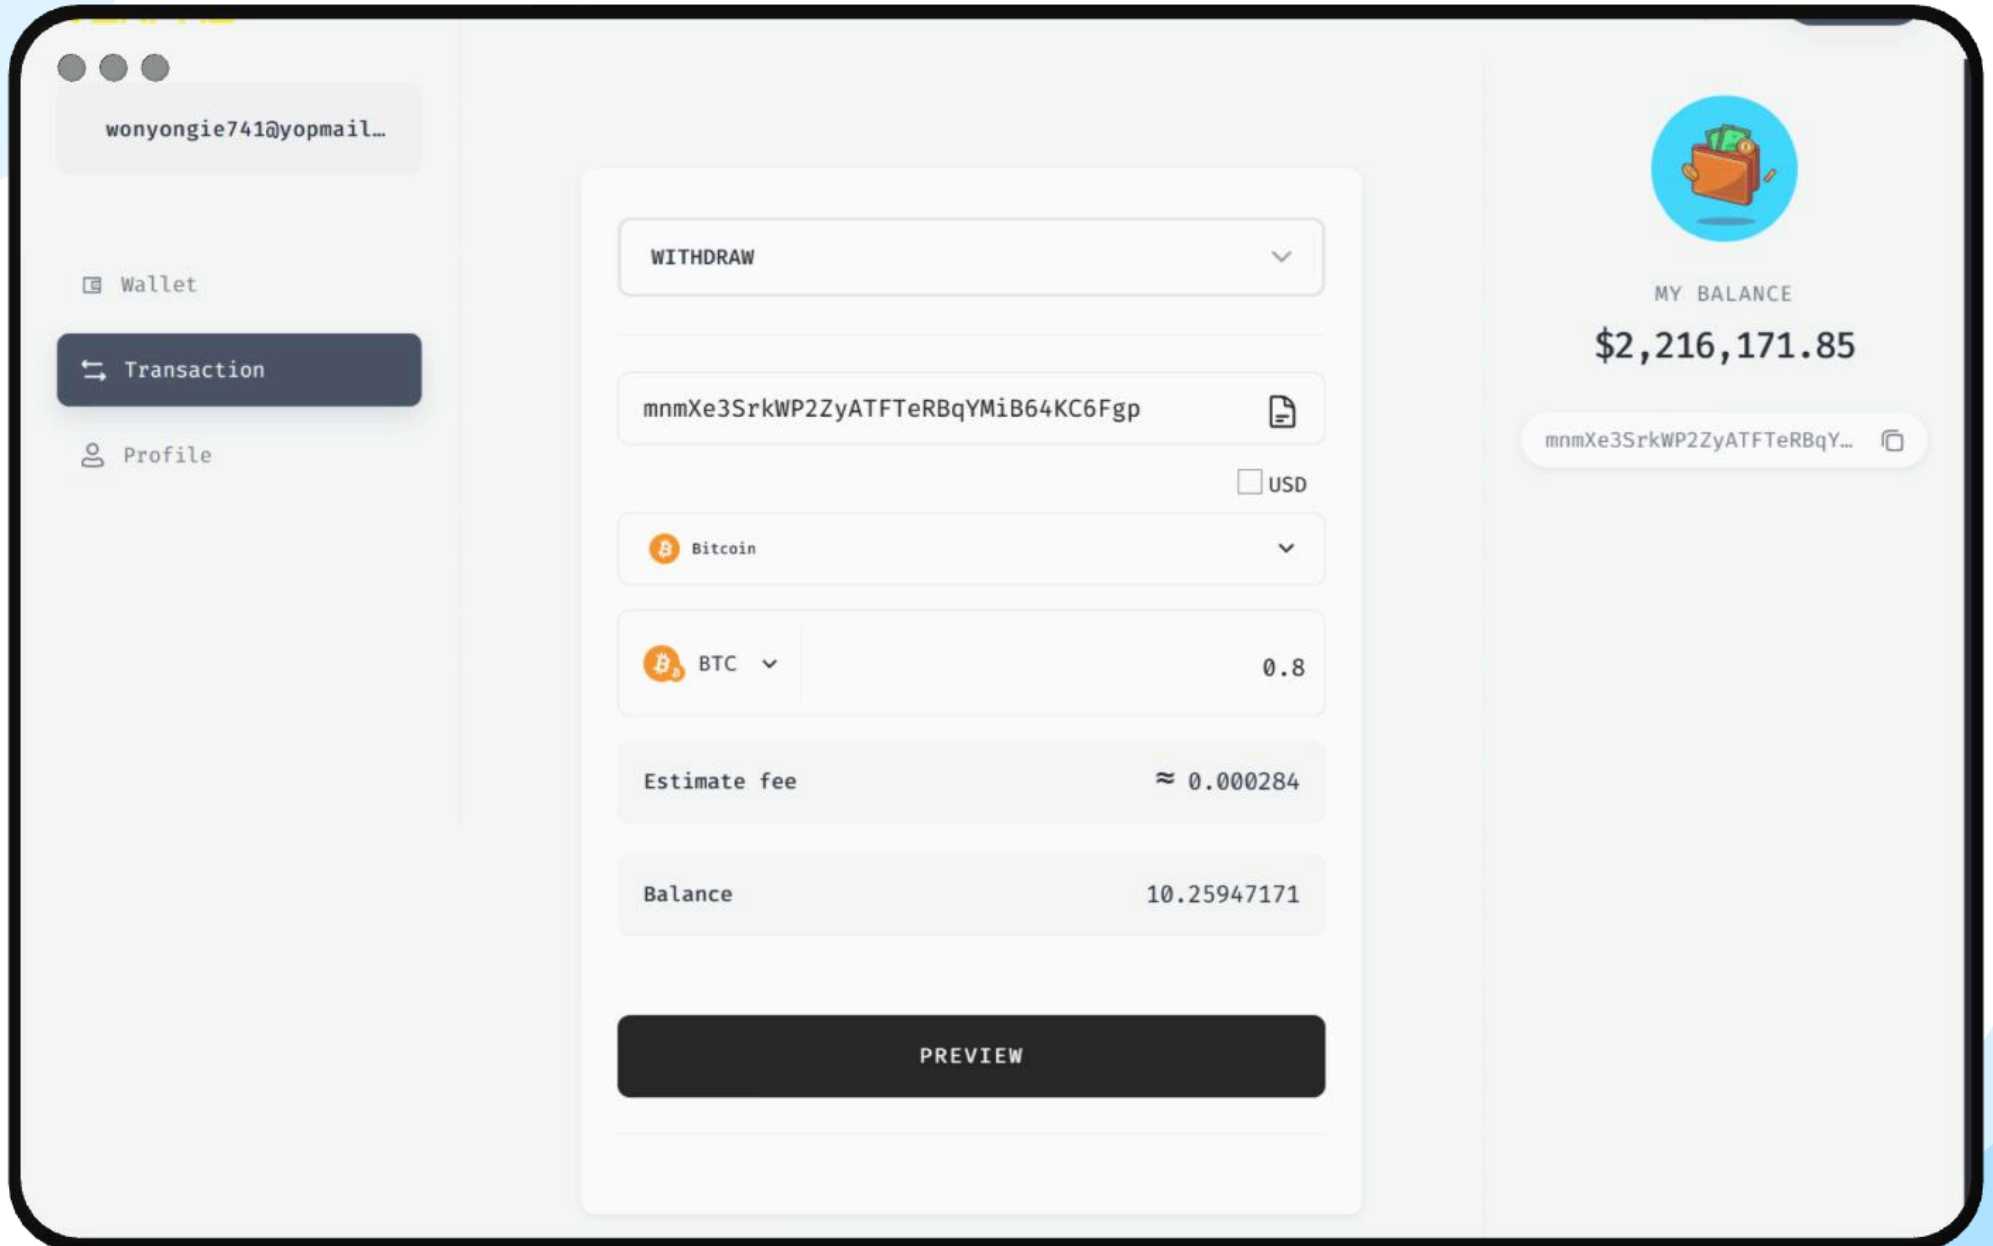 wonyongie741@yopmail…
Wallet
Transaction
Profile
WITHDRAW
mnmXe3SrkWP2ZyATFTeRBqYMiB64KC6Fgp
USD
Bitcoin
BTC
0.8
Estimate fee
≈ 0.000284
Balance
10.25947171
PREVIEW
MY BALANCE
$2,216,171.85
mnmXe3SrkWP2ZyATFTeRBqY…